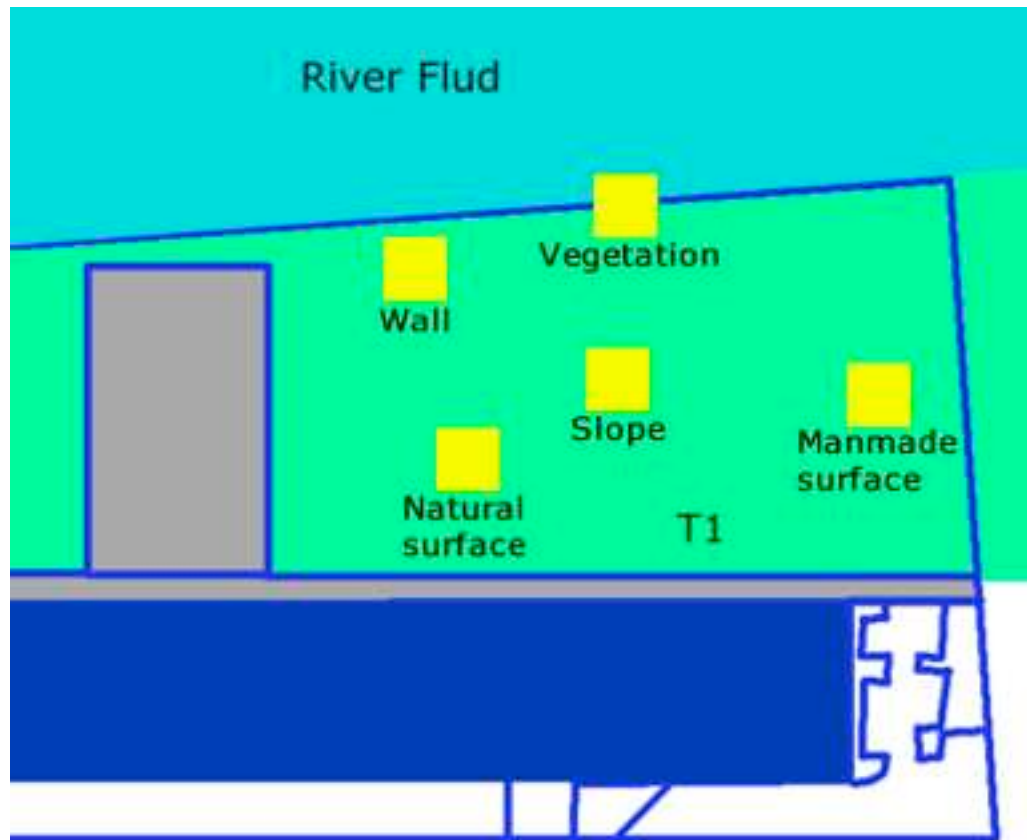 River Flud
Vegetation
Wall
Slope
Manmade
surface
Natural
surface
T1